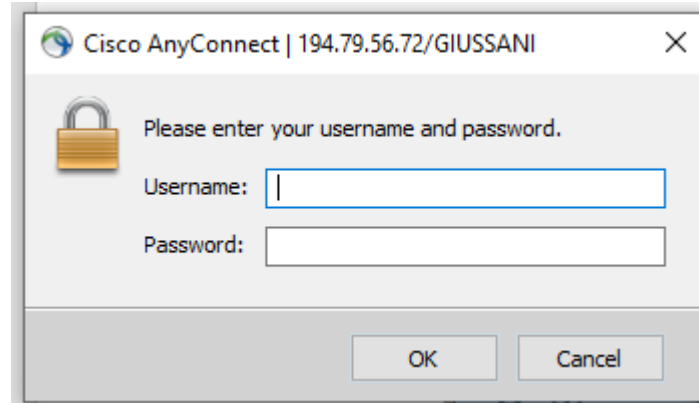 Cisco AnyConnect | 194.79.56.72/GIUSSANI
Please enter your username and password.
Username:
Password:
OK Cancel